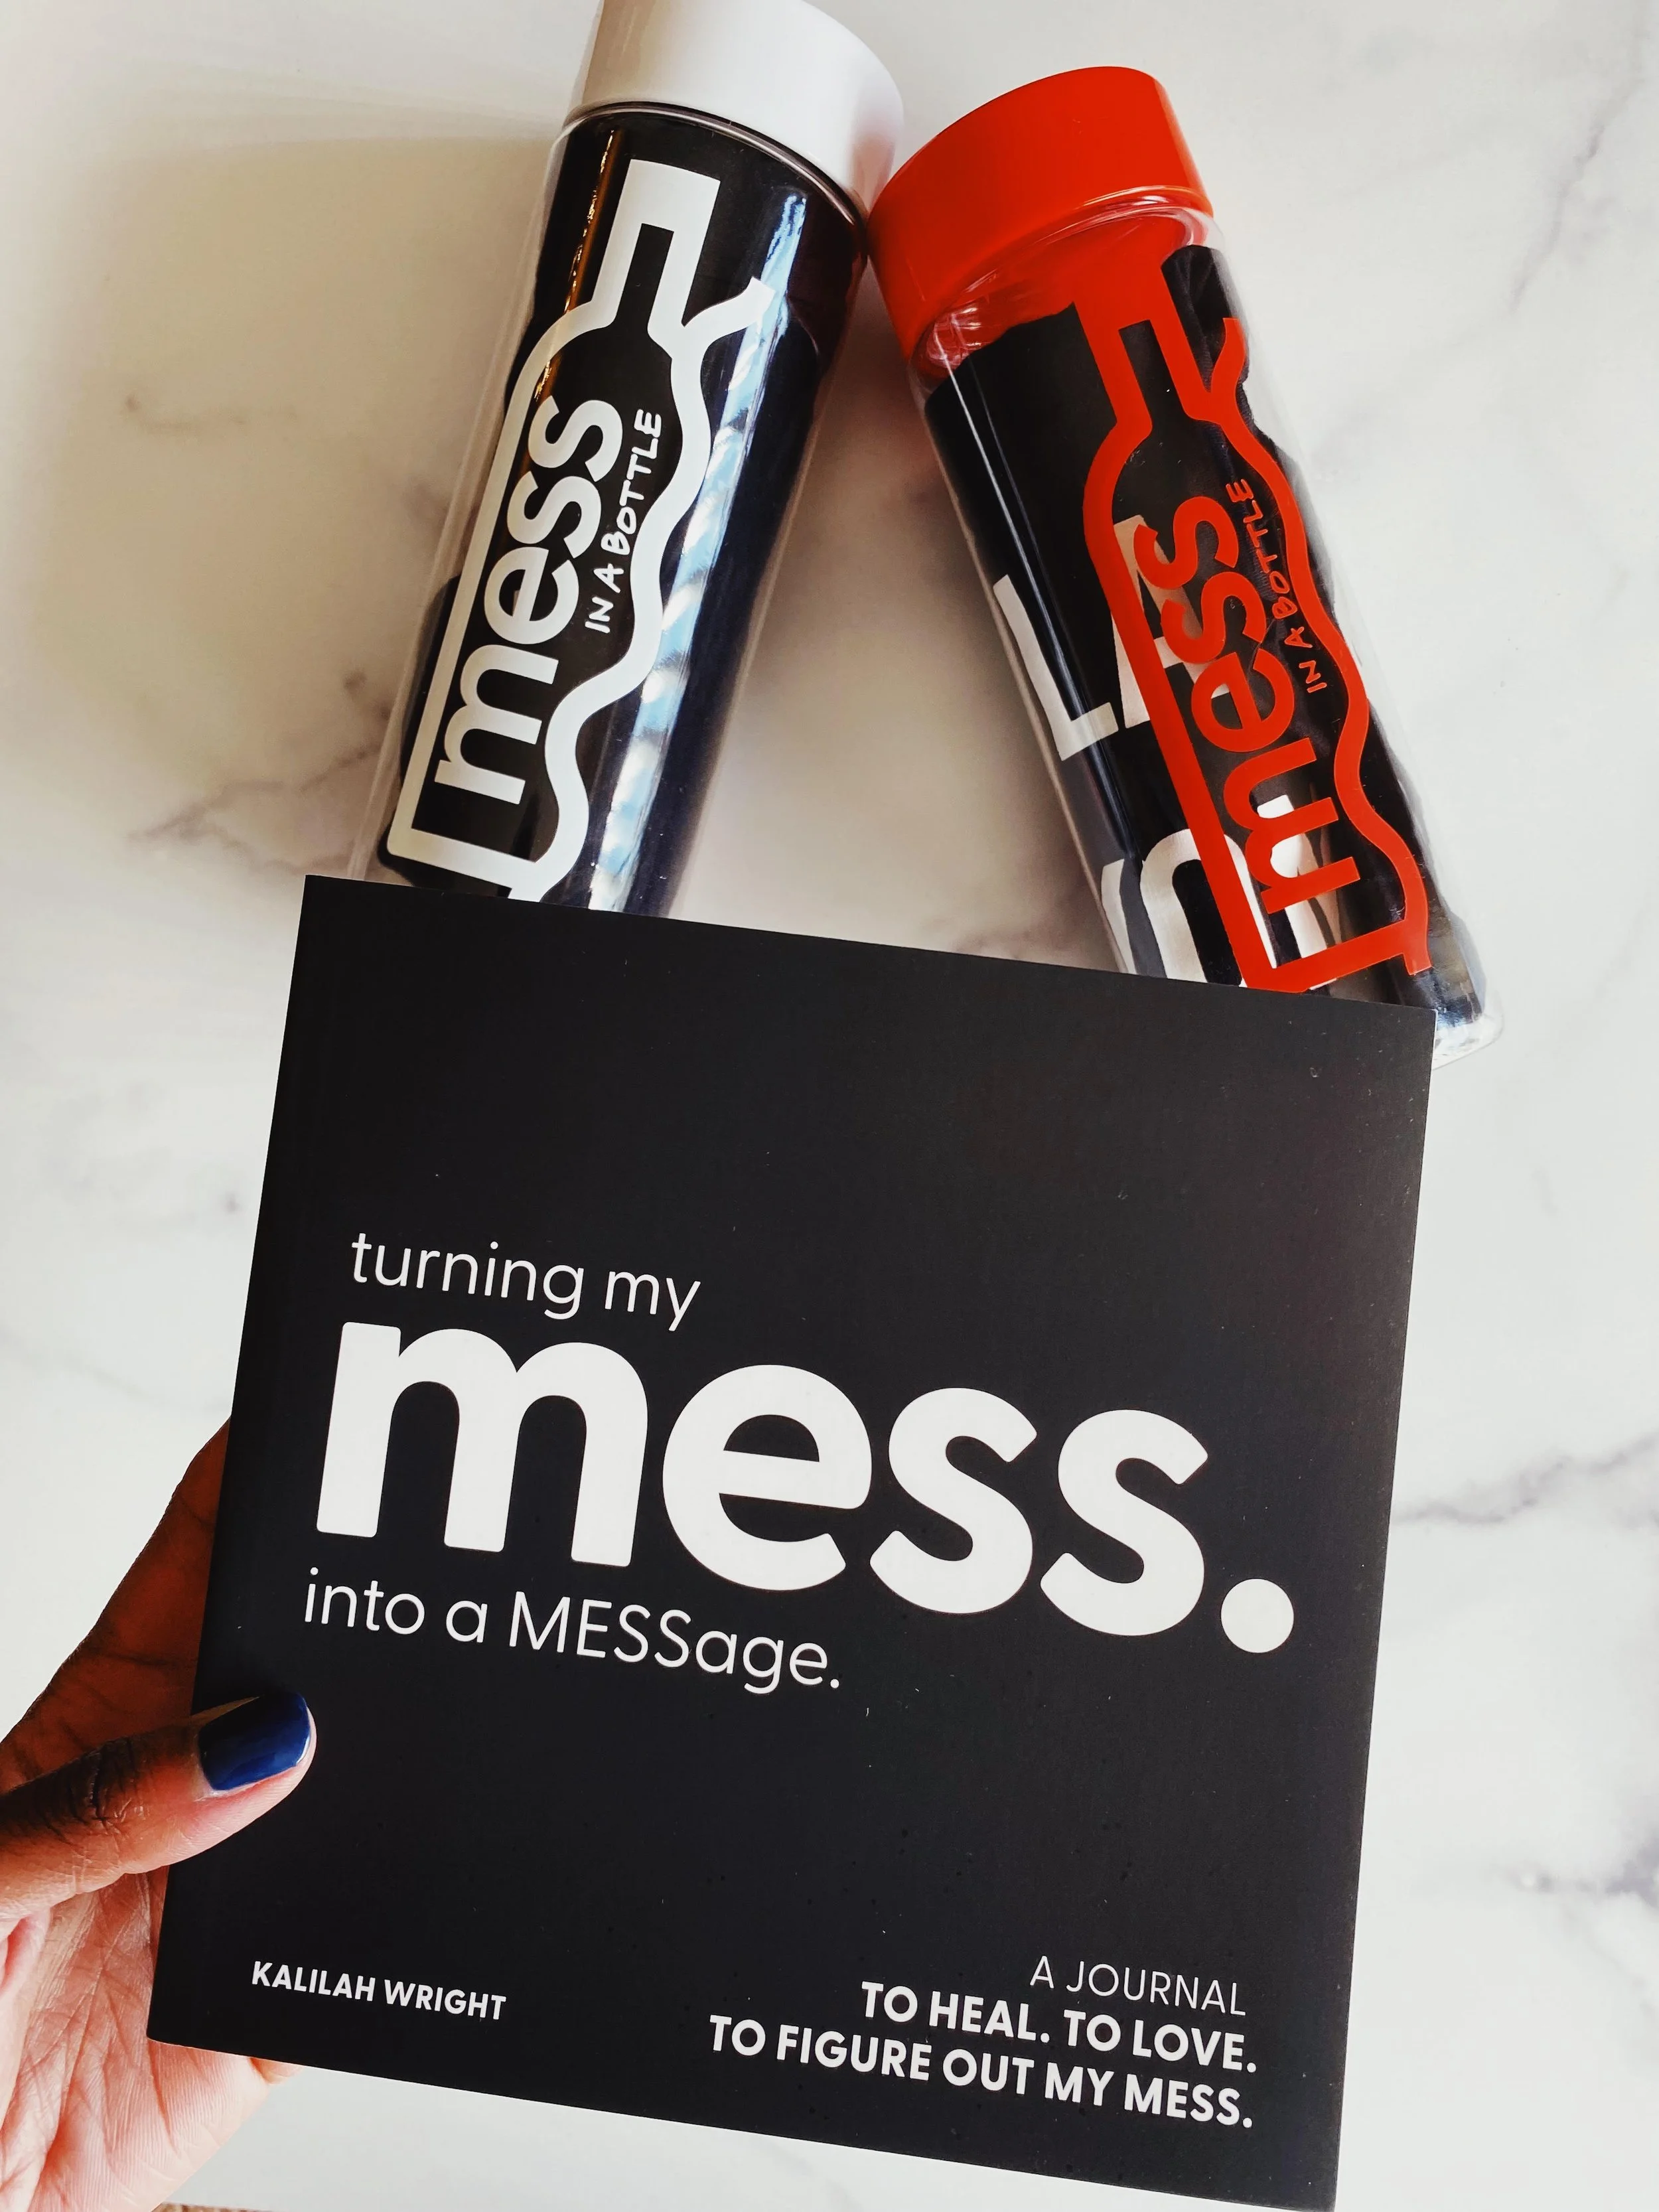 mess
IN A BOTTLE
mess
IN A BOTTLE
turning my
mess.
into a MESSage.
KALILAH WRIGHT
A JOURNAL
TO HEAL. TO LOVE.
TO FIGURE OUT MY MESS.